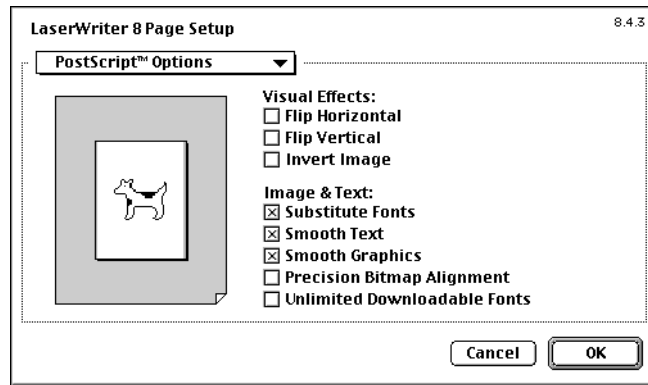 LaserWriter 8 Page Setup
8.4.3
PostScript™ Options
Visual Effects:
Flip Horizontal
Flip Vertical
Invert Image
Image & Text:
Substitute Fonts
Smooth Text
Smooth Graphics
Precision Bitmap Alignment
Unlimited Downloadable Fonts
Cancel
OK